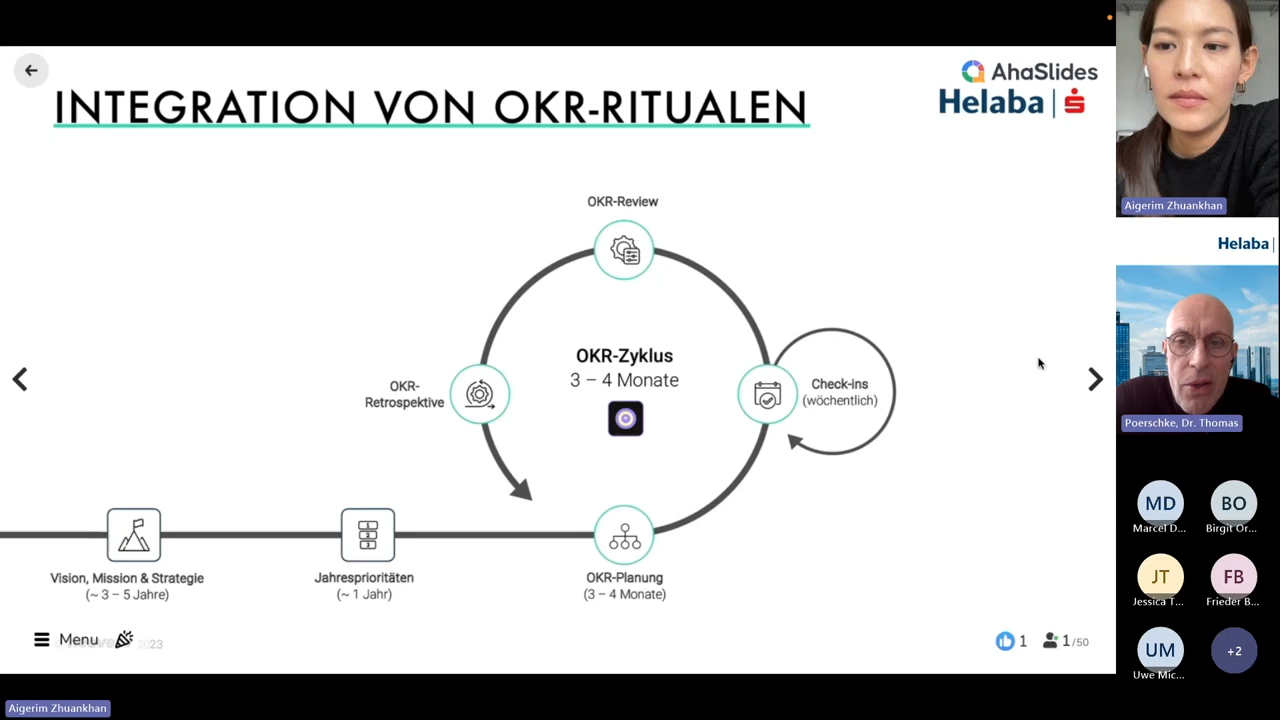 INTEGRATION VON OKR-RITUALEN
AhaSlides
Helaba
OKR-Review
OKR-Zyklus
3 – 4 Monate
OKR-
Retrospektive
Check-ins
(wöchentlich)
Vision, Mission & Strategie
(~ 3 – 5 Jahre)
Jahresprioritäten
(~ 1 Jahr)
OKR-Planung
(3 – 4 Monate)
Menu
2023
1
1/50
Aigerim Zhuankhan
Helaba
Poerschke, Dr. Thomas
MD
Marcel D...
BO
Birgit Or...
JT
Jessica T...
FB
Frieder B...
UM
Uwe Mic...
+2
Aigerim Zhuankhan